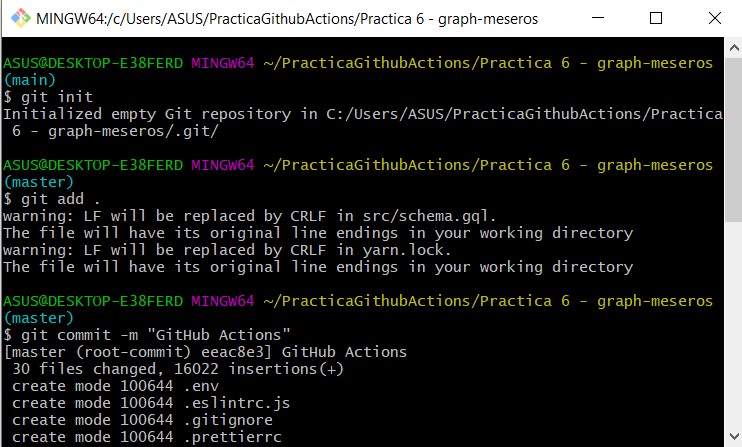 MINGW64:/c/Users/ASUS/PracticaGithubActions/Practica 6 - graph-meseros
ASUS@DESKTOP-E38FERD MINGW64 ~/PracticaGithubActions/Practica 6 - graph-meseros
(main)
$ git init
Initialized empty Git repository in C:/Users/ASUS/PracticaGithubActions/Practica
 6 - graph-meseros/.git/
ASUS@DESKTOP-E38FERD MINGW64 ~/PracticaGithubActions/Practica 6 - graph-meseros
(master)
$ git add .
warning: LF will be replaced by CRLF in src/schema.gql.
The file will have its original line endings in your working directory
warning: LF will be replaced by CRLF in yarn.lock.
The file will have its original line endings in your working directory
ASUS@DESKTOP-E38FERD MINGW64 ~/PracticaGithubActions/Practica 6 - graph-meseros
(master)
$ git commit -m "GitHub Actions"
[master (root-commit) eeac8e3] GitHub Actions
 30 files changed, 16022 insertions(+)
 create mode 100644 .env
 create mode 100644 .eslintrc.js
 create mode 100644 .gitignore
 create mode 100644 .prettierrc